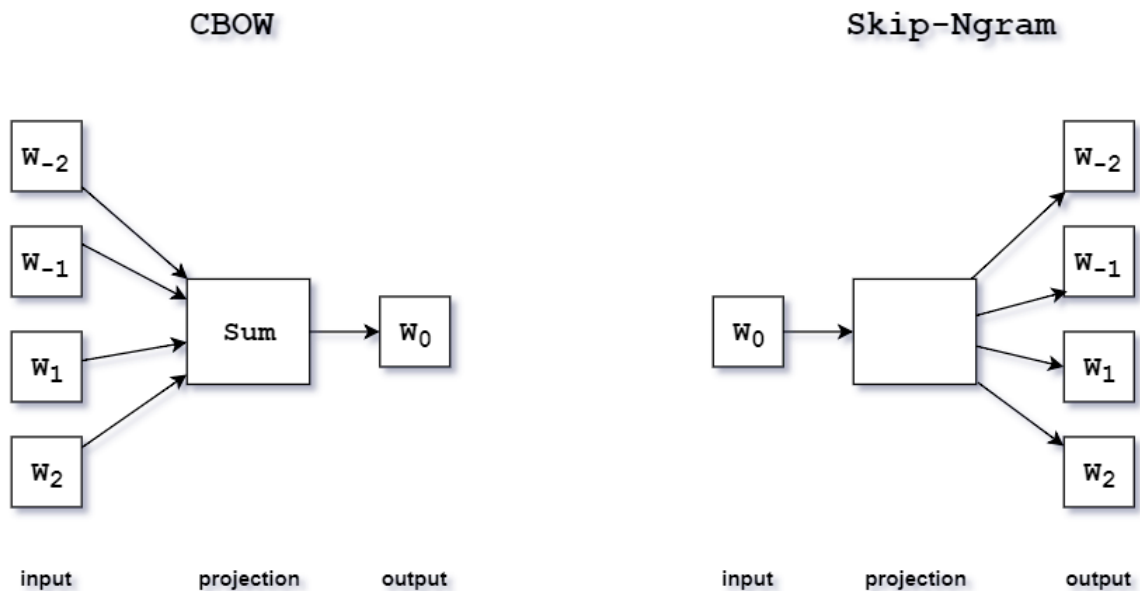 CBOW
Skip-Ngram
W-2
W-1
W1
W2
Sum
W0
input
projection
output
W0
W-2
W-1
W1
W2
input
projection
output